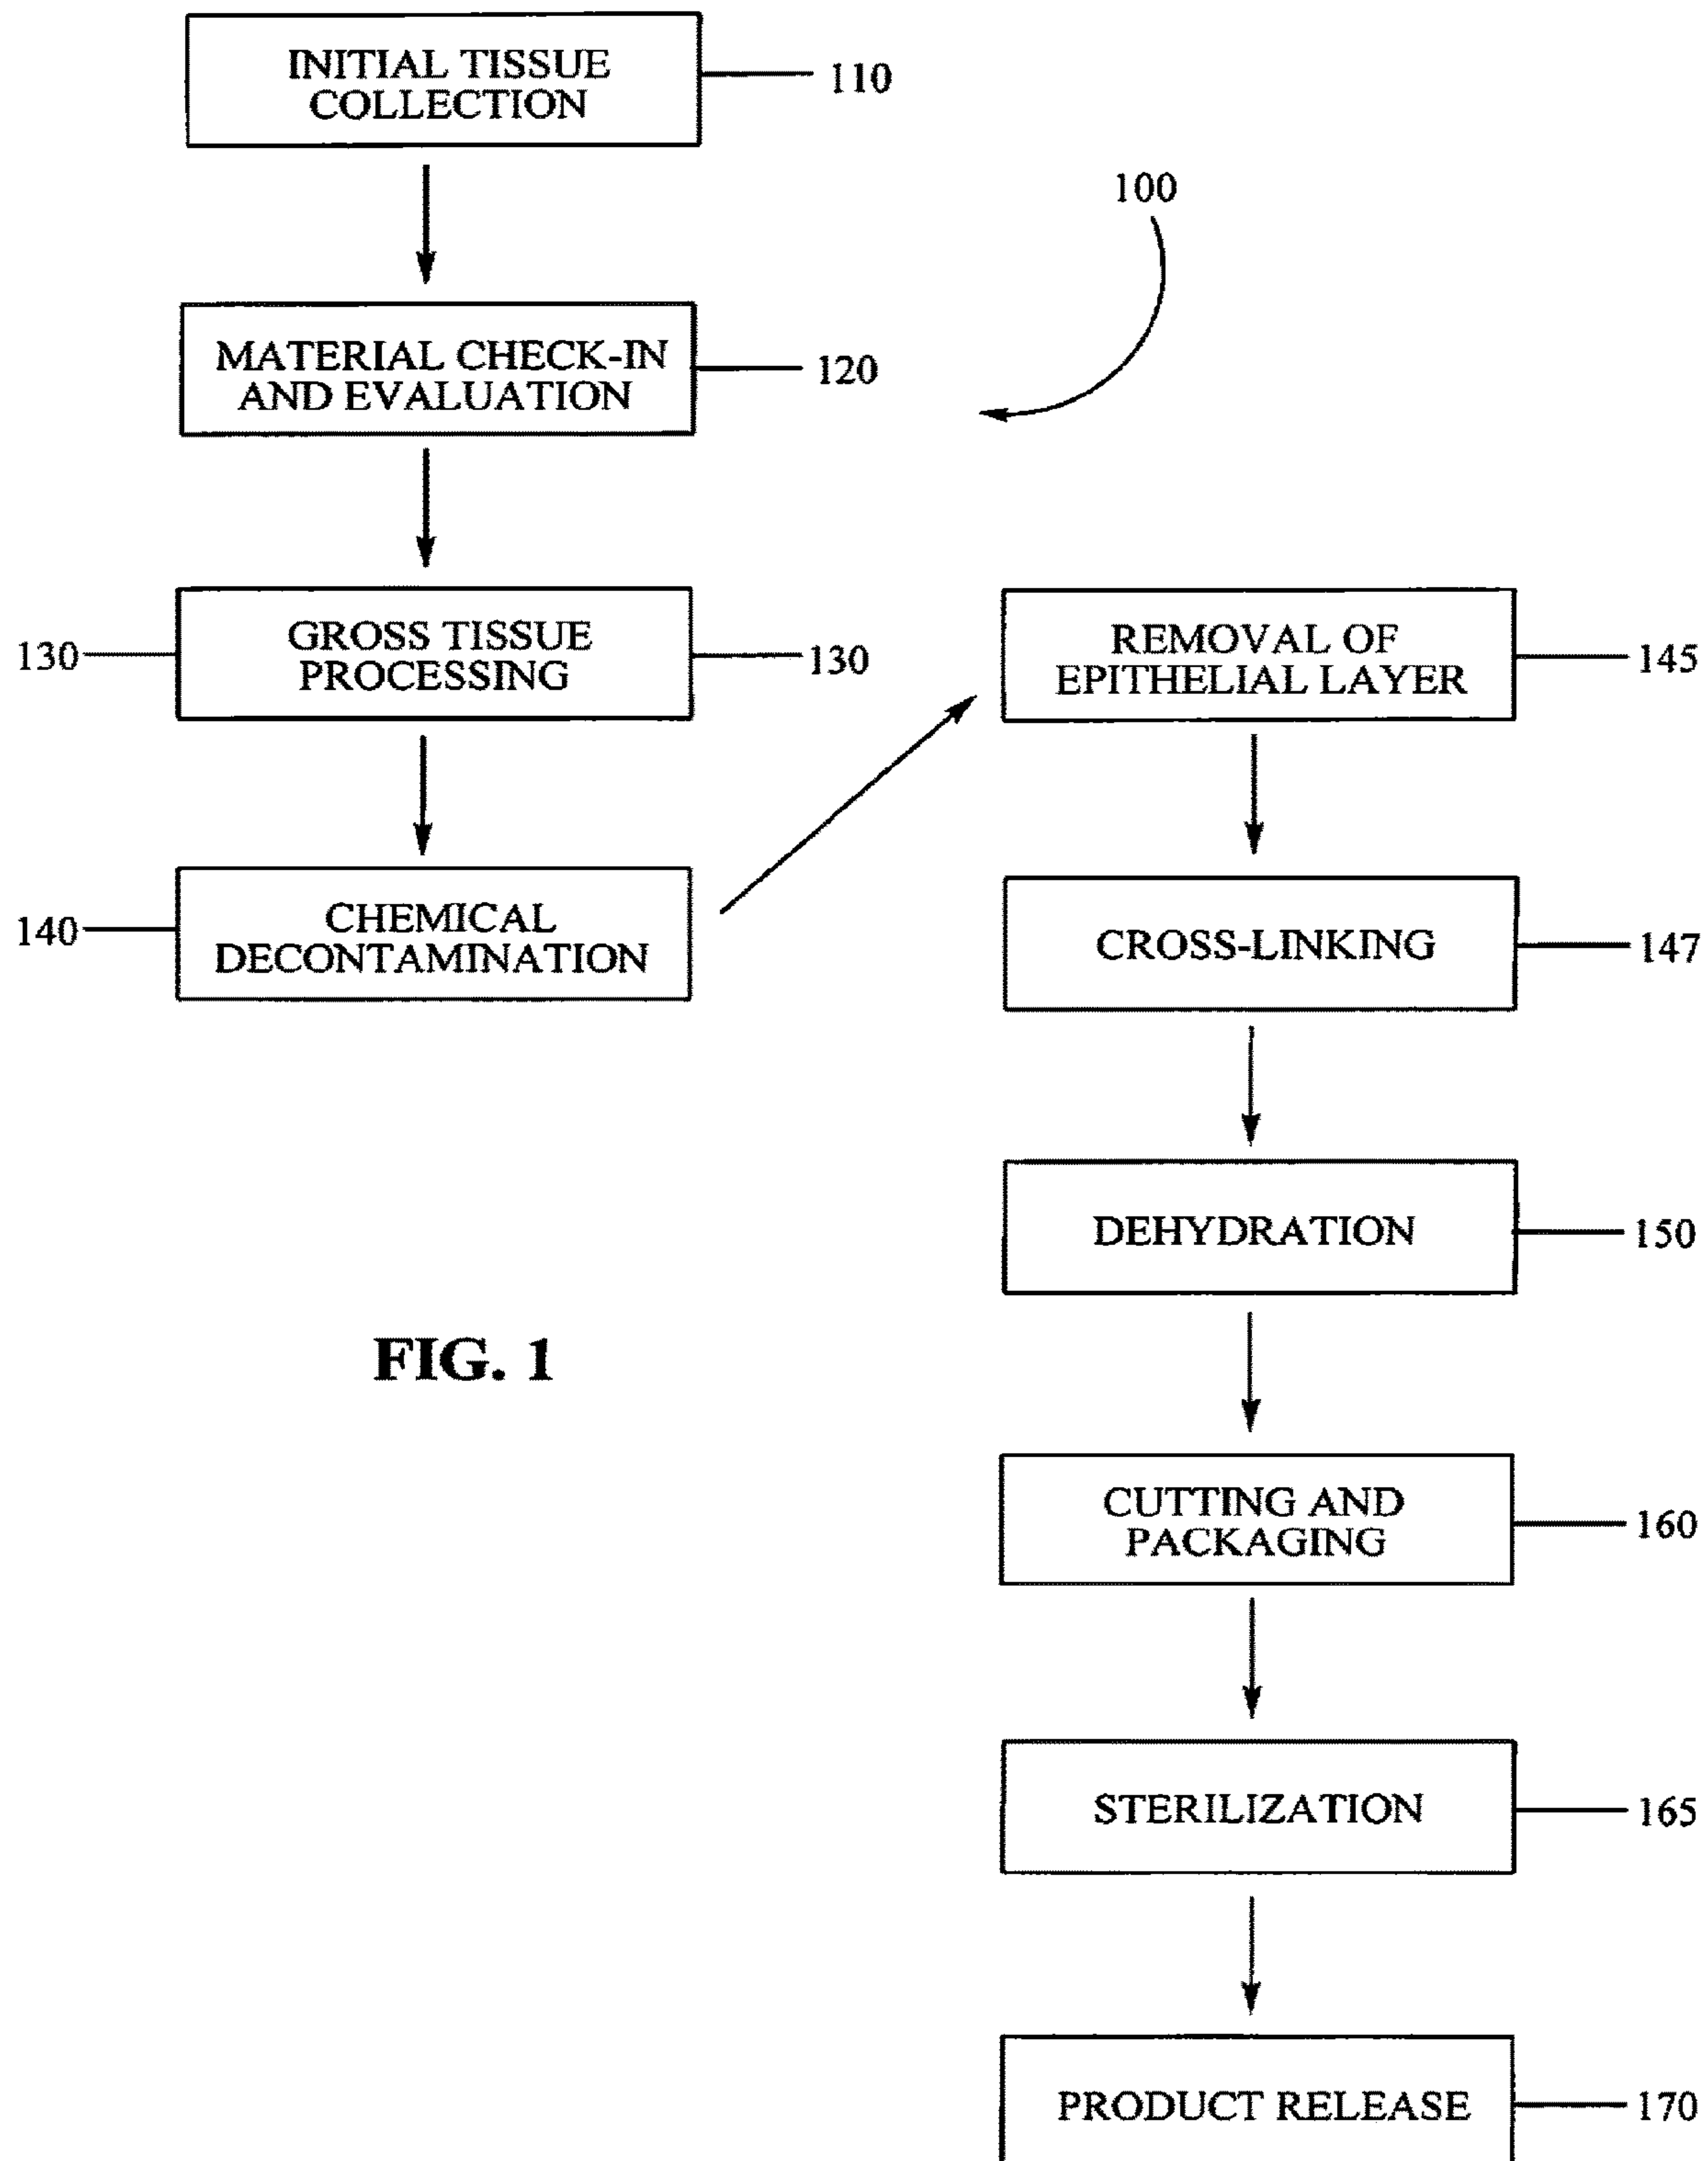 INITIAL TISSUE
COLLECTION
110
100
MATERIAL CHECK-IN
AND EVALUATION
120
130
GROSS TISSUE
PROCESSING
130
140
CHEMICAL
DECONTAMINATION
REMOVAL OF
EPITHELIAL LAYER
145
CROSS-LINKING
147
DEHYDRATION
150
FIG. 1
CUTTING AND
PACKAGING
160
STERILIZATION
165
PRODUCT RELEASE
170